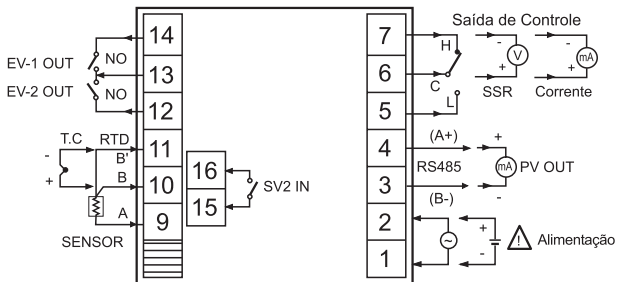 14
13
12
11
10
9
EV-1 OUT
NO
EV-2 OUT
NO
T.C
RTD
B'
B
A
-
+
SENSOR
16
15
SV2 IN
7
6
5
4
3
2
1
Saída de Controle
H
C
L
-
V
+
SSR
-
mA
+
Corrente
(A+)
RS485
(B-)
+
mA
PV OUT
-
~
+
-
! Alimentação